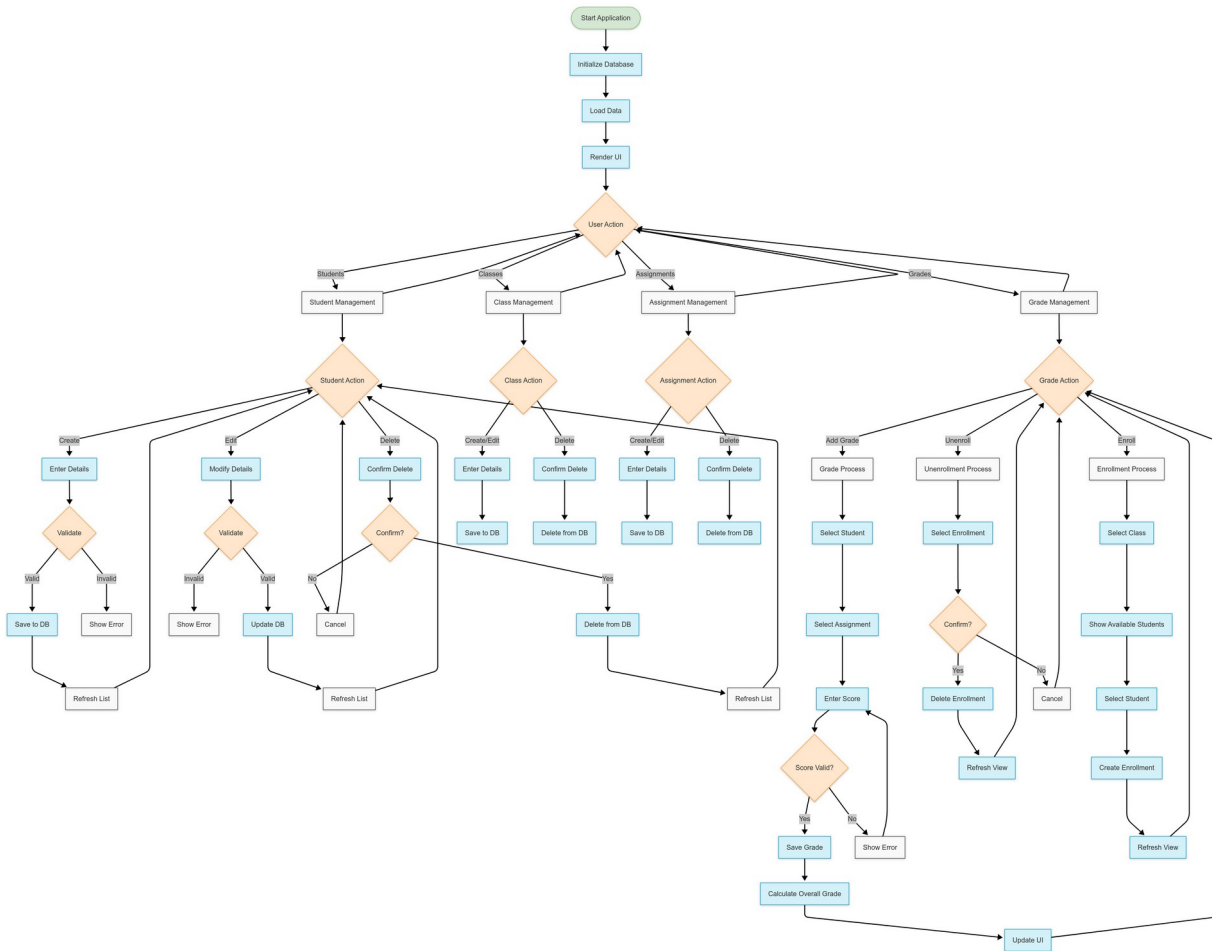 Start Application
Initialize Database
Load Data
Render UI
User Action
Students
Classes
Assignments
Grades
Student Management
Class Management
Assignment Management
Grade Management
Student Action
Class Action
Assignment Action
Grade Action
Create
Edit
Delete
Create/Edit
Delete
Create/Edit
Delete
Add Grade
Unenroll
Enroll
Enter Details
Modify Details
Confirm Delete
Enter Details
Confirm Delete
Enter Details
Confirm Delete
Grade Process
Unenrollment Process
Enrollment Process
Validate
Validate
Confirm?
Save to DB
Delete from DB
Save to DB
Delete from DB
Select Student
Select Enrollment
Select Class
Valid
Invalid
Invalid
Valid
No
Yes
Save to DB
Show Error
Show Error
Update DB
Cancel
Delete from DB
Select Assignment
Confirm?
Show Available Students
Yes
No
Refresh List
Refresh List
Refresh List
Enter Score
Delete Enrollment
Cancel
Select Student
Score Valid?
Refresh View
Create Enrollment
Yes
No
Save Grade
Show Error
Refresh View
Calculate Overall Grade
Update UI